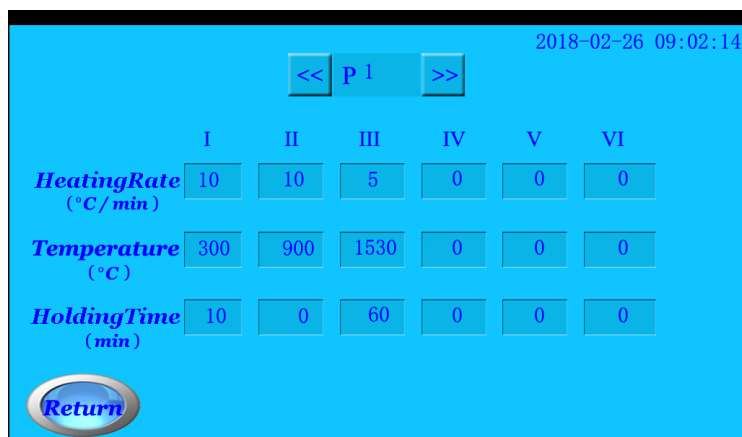 2018-02-26 09:02:14
<< P 1 >>
I II III IV V VI
HeatingRate 10 10 5 0 0 0
(°C/min)
Temperature 300 900 1530 0 0 0
(°C)
HoldingTime 10 0 60 0 0 0
(min)
Return